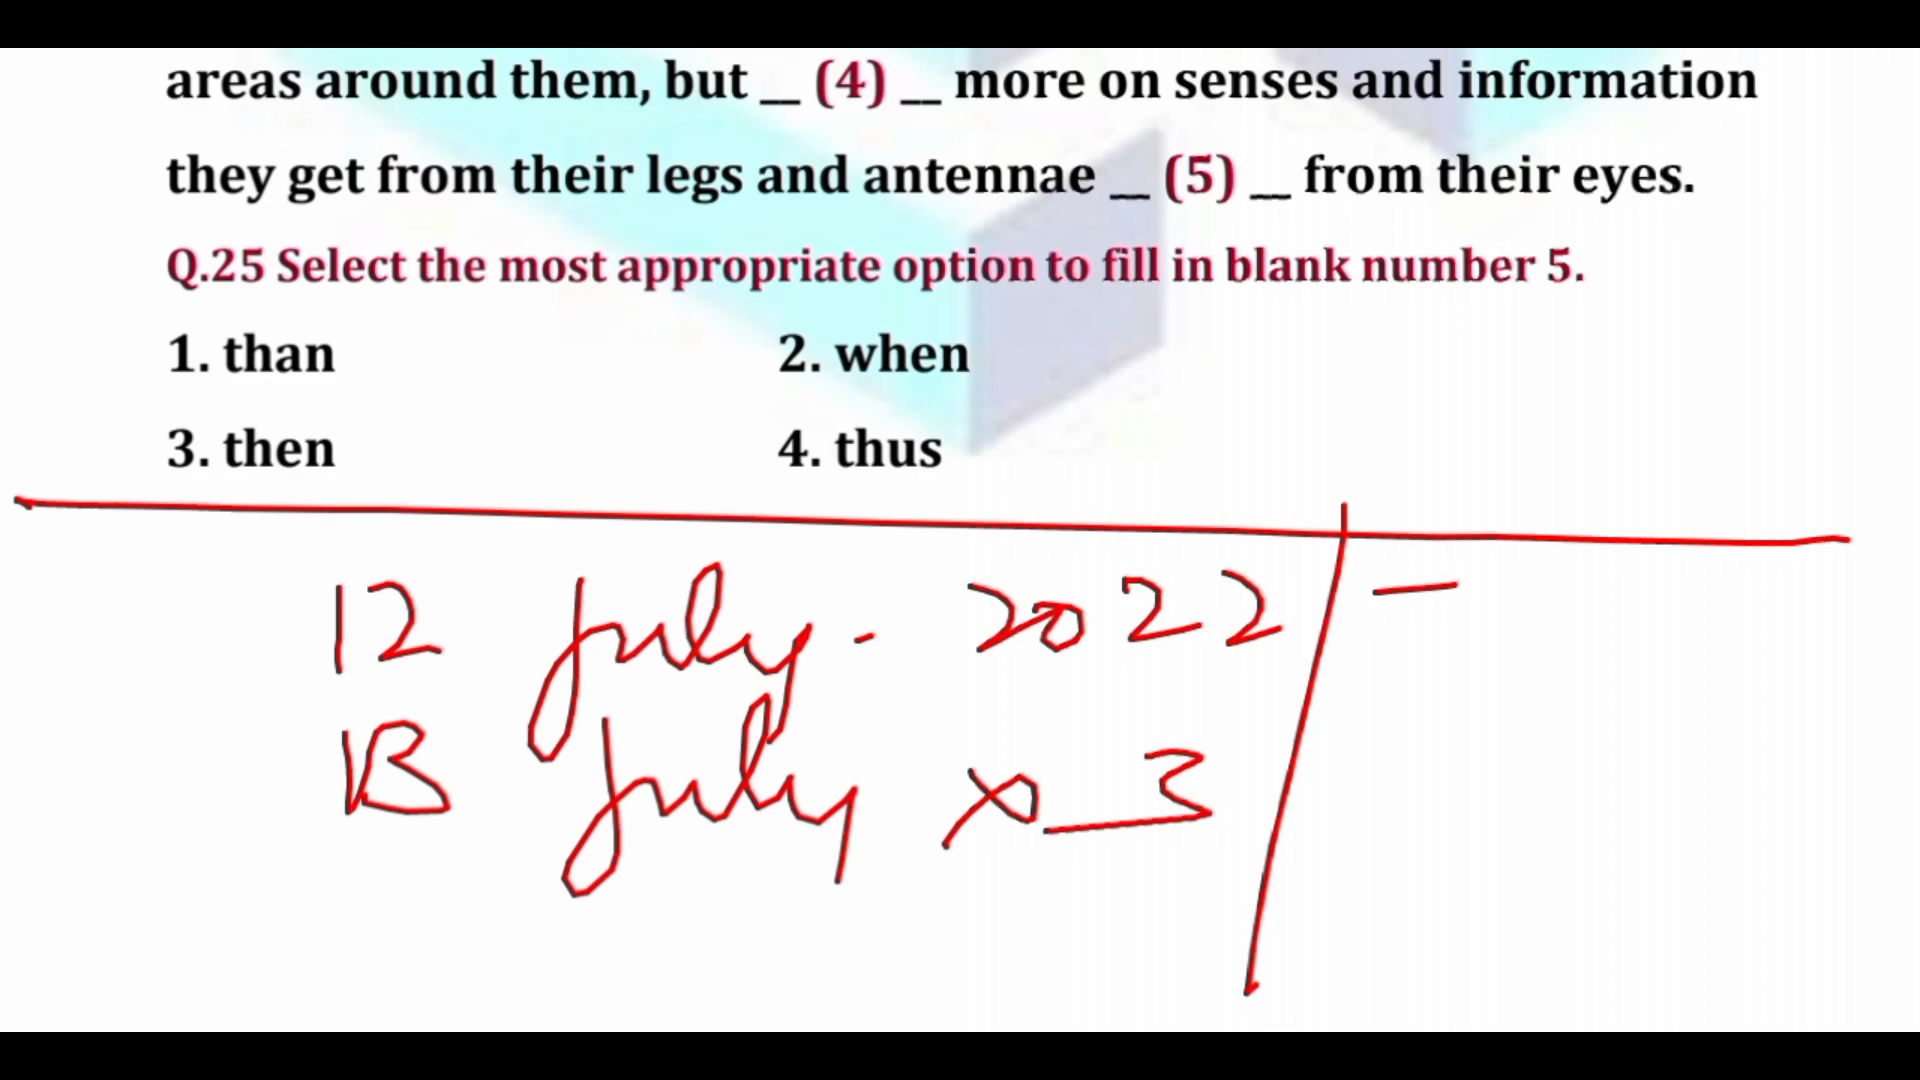 areas around them, but __ (4) __ more on senses and information
they get from their legs and antennae __ (5) __ from their eyes.
Q.25 Select the most appropriate option to fill in blank number 5.
1. than 2. when
3. then 4. thus
12 july - 2022 -
13 july × 3